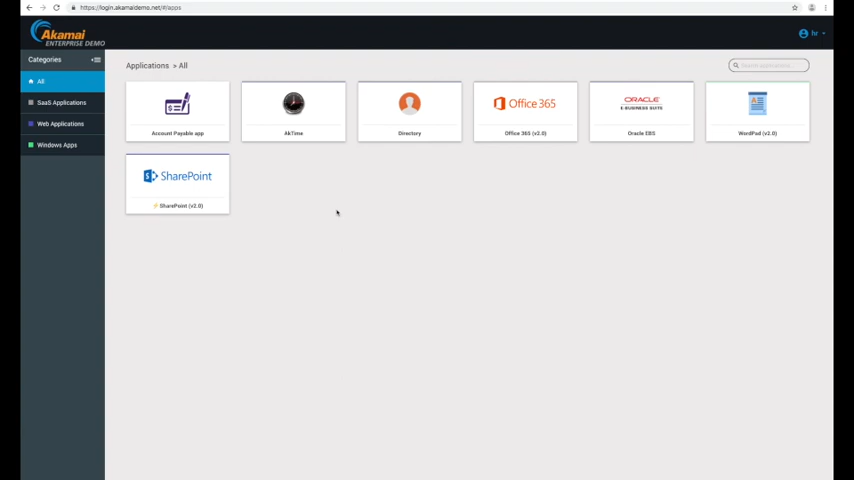 https://login.akamaidemo.net/#/apps
Akamai
ENTERPRISE DEMO
hr
Categories
All
SaaS Applications
Web Applications
Windows Apps
Applications > All
Search applications...
Account Payable app
AkTime
Directory
Office 365
Office 365 (v2.0)
ORACLE
E-BUSINESS SUITE
Oracle EBS
WordPad (v2.0)
S
SharePoint
⚡SharePoint (v2.0)